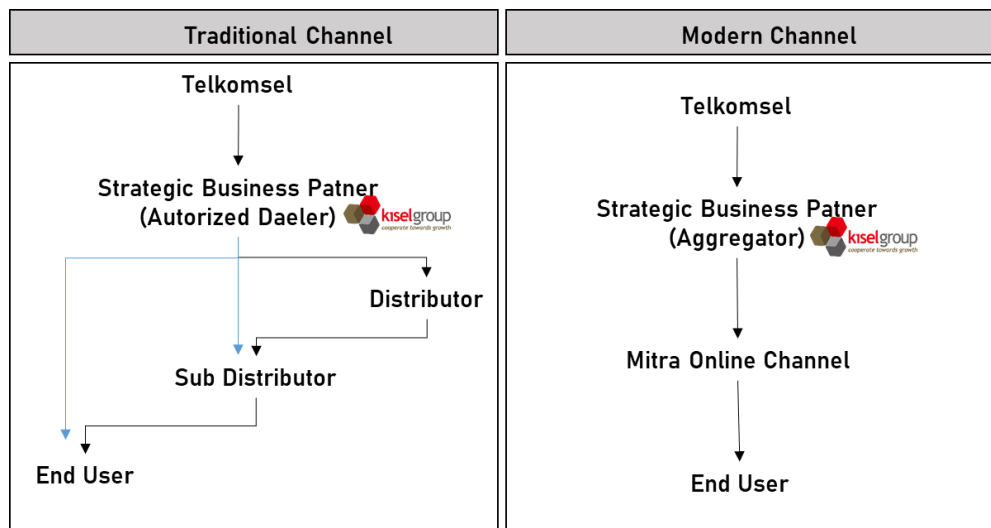 Traditional Channel
Telkomsel
Strategic Business Patner
(Autorized Daeler)
kiselgroup
cooperate towards growth
Distributor
Sub Distributor
End User
Modern Channel
Telkomsel
Strategic Business Patner
(Aggregator)
kiselgroup
cooperate towards growth
Mitra Online Channel
End User